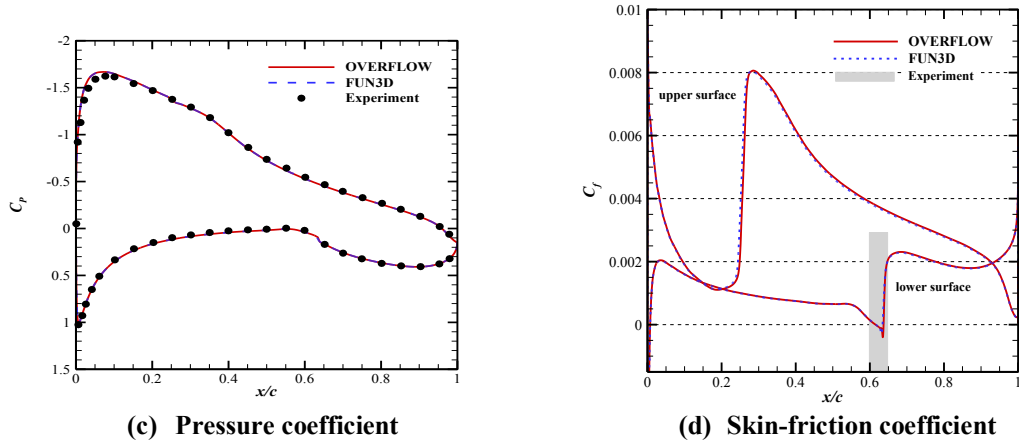 -2
-1.5
-1
-0.5
0
0.5
1
1.5
C_P
0
0.2
0.4
0.6
0.8
1
x/c
OVERFLOW
FUN3D
Experiment
(c) Pressure coefficient
0.01
0.008
0.006
0.004
0.002
0
C_f
0
0.2
0.4
0.6
0.8
1
x/c
OVERFLOW
FUN3D
Experiment
upper surface
lower surface
(d) Skin-friction coefficient